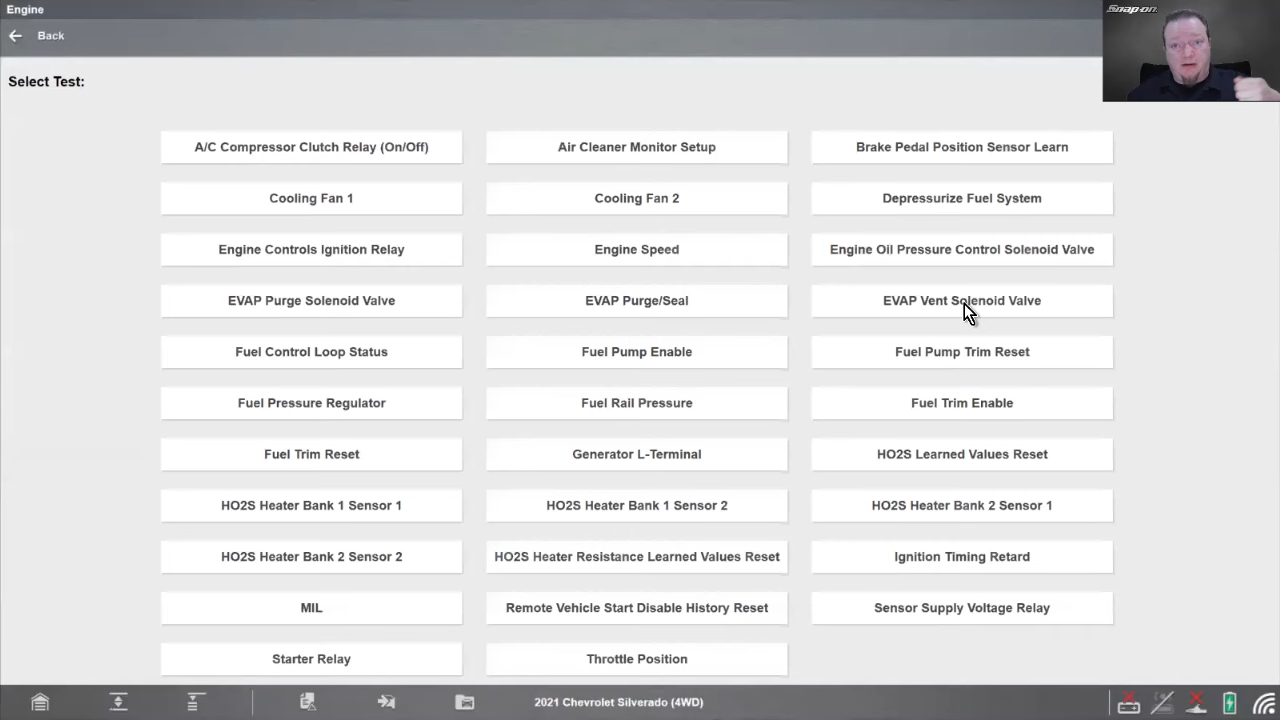 Engine
Snap-on
Back
Select Test:
A/C Compressor Clutch Relay (On/Off)
Air Cleaner Monitor Setup
Brake Pedal Position Sensor Learn
Cooling Fan 1
Cooling Fan 2
Depressurize Fuel System
Engine Controls Ignition Relay
Engine Speed
Engine Oil Pressure Control Solenoid Valve
EVAP Purge Solenoid Valve
EVAP Purge/Seal
EVAP Vent Solenoid Valve
Fuel Control Loop Status
Fuel Pump Enable
Fuel Pump Trim Reset
Fuel Pressure Regulator
Fuel Rail Pressure
Fuel Trim Enable
Fuel Trim Reset
Generator L-Terminal
HO2S Learned Values Reset
HO2S Heater Bank 1 Sensor 1
HO2S Heater Bank 1 Sensor 2
HO2S Heater Bank 2 Sensor 1
HO2S Heater Bank 2 Sensor 2
HO2S Heater Resistance Learned Values Reset
Ignition Timing Retard
MIL
Remote Vehicle Start Disable History Reset
Sensor Supply Voltage Relay
Starter Relay
Throttle Position
2021 Chevrolet Silverado (4WD)